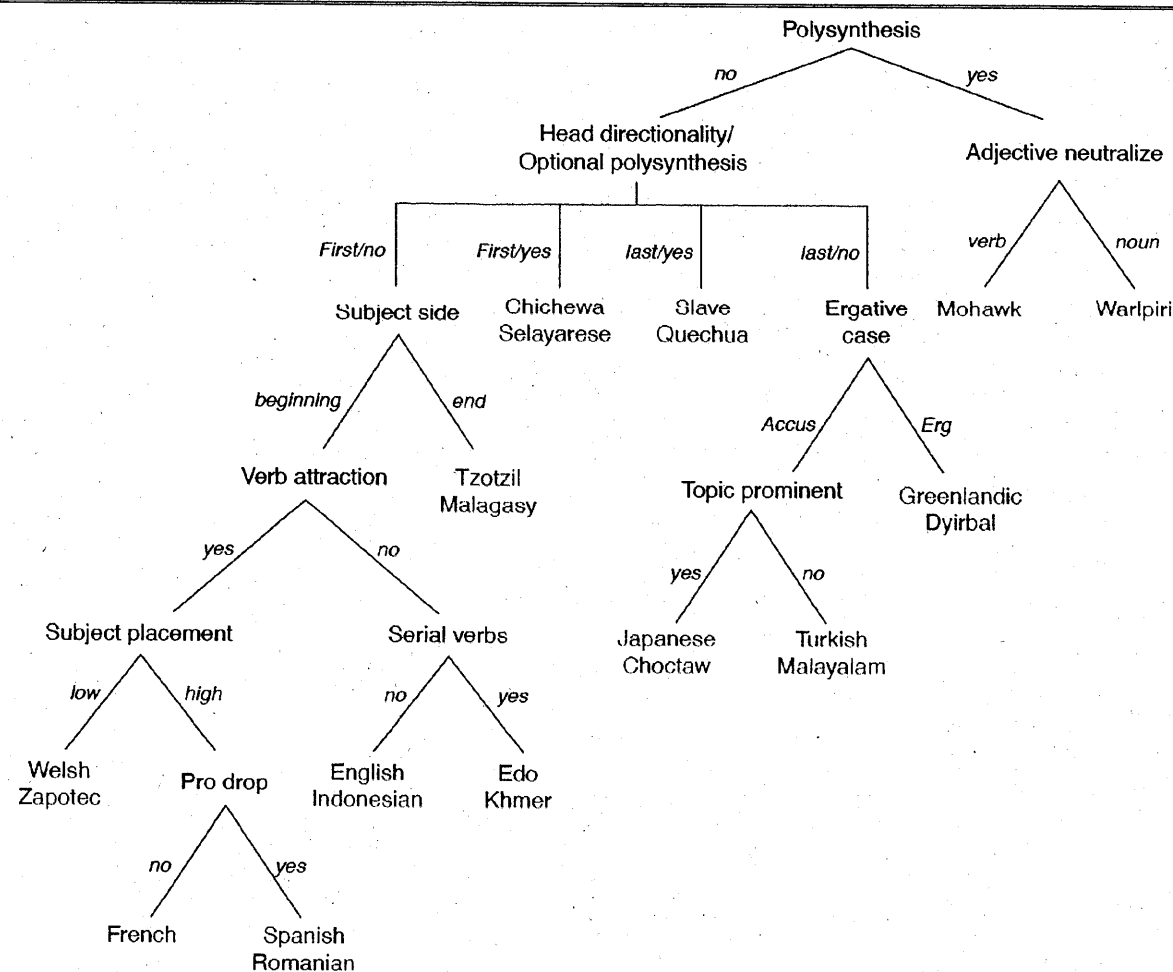 Polysynthesis
no
yes
Head directionality/
Optional polysynthesis
Adjective neutralize
First/no
First/yes
last/yes
last/no
verb
noun
Subject side
Chichewa
Selayarese
Slave
Quechua
Ergative
case
Mohawk
Warlpiri
beginning
end
Accus
Erg
Verb attraction
Tzotzil
Malagasy
Topic prominent
Greenlandic
Dyirbal
yes
no
yes
no
Subject placement
Serial verbs
Japanese
Choctaw
Turkish
Malayalam
low
high
no
yes
Welsh
Zapotec
Pro drop
English
Indonesian
Edo
Khmer
no
yes
French
Spanish
Romanian